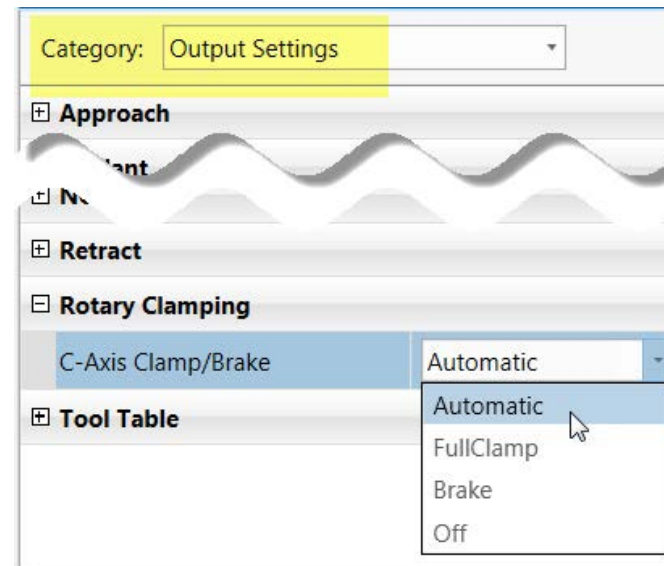 Category: Output Settings
Approach
Retract
Rotary Clamping
C-Axis Clamp/Brake Automatic
Tool Table
Automatic
FullClamp
Brake
Off